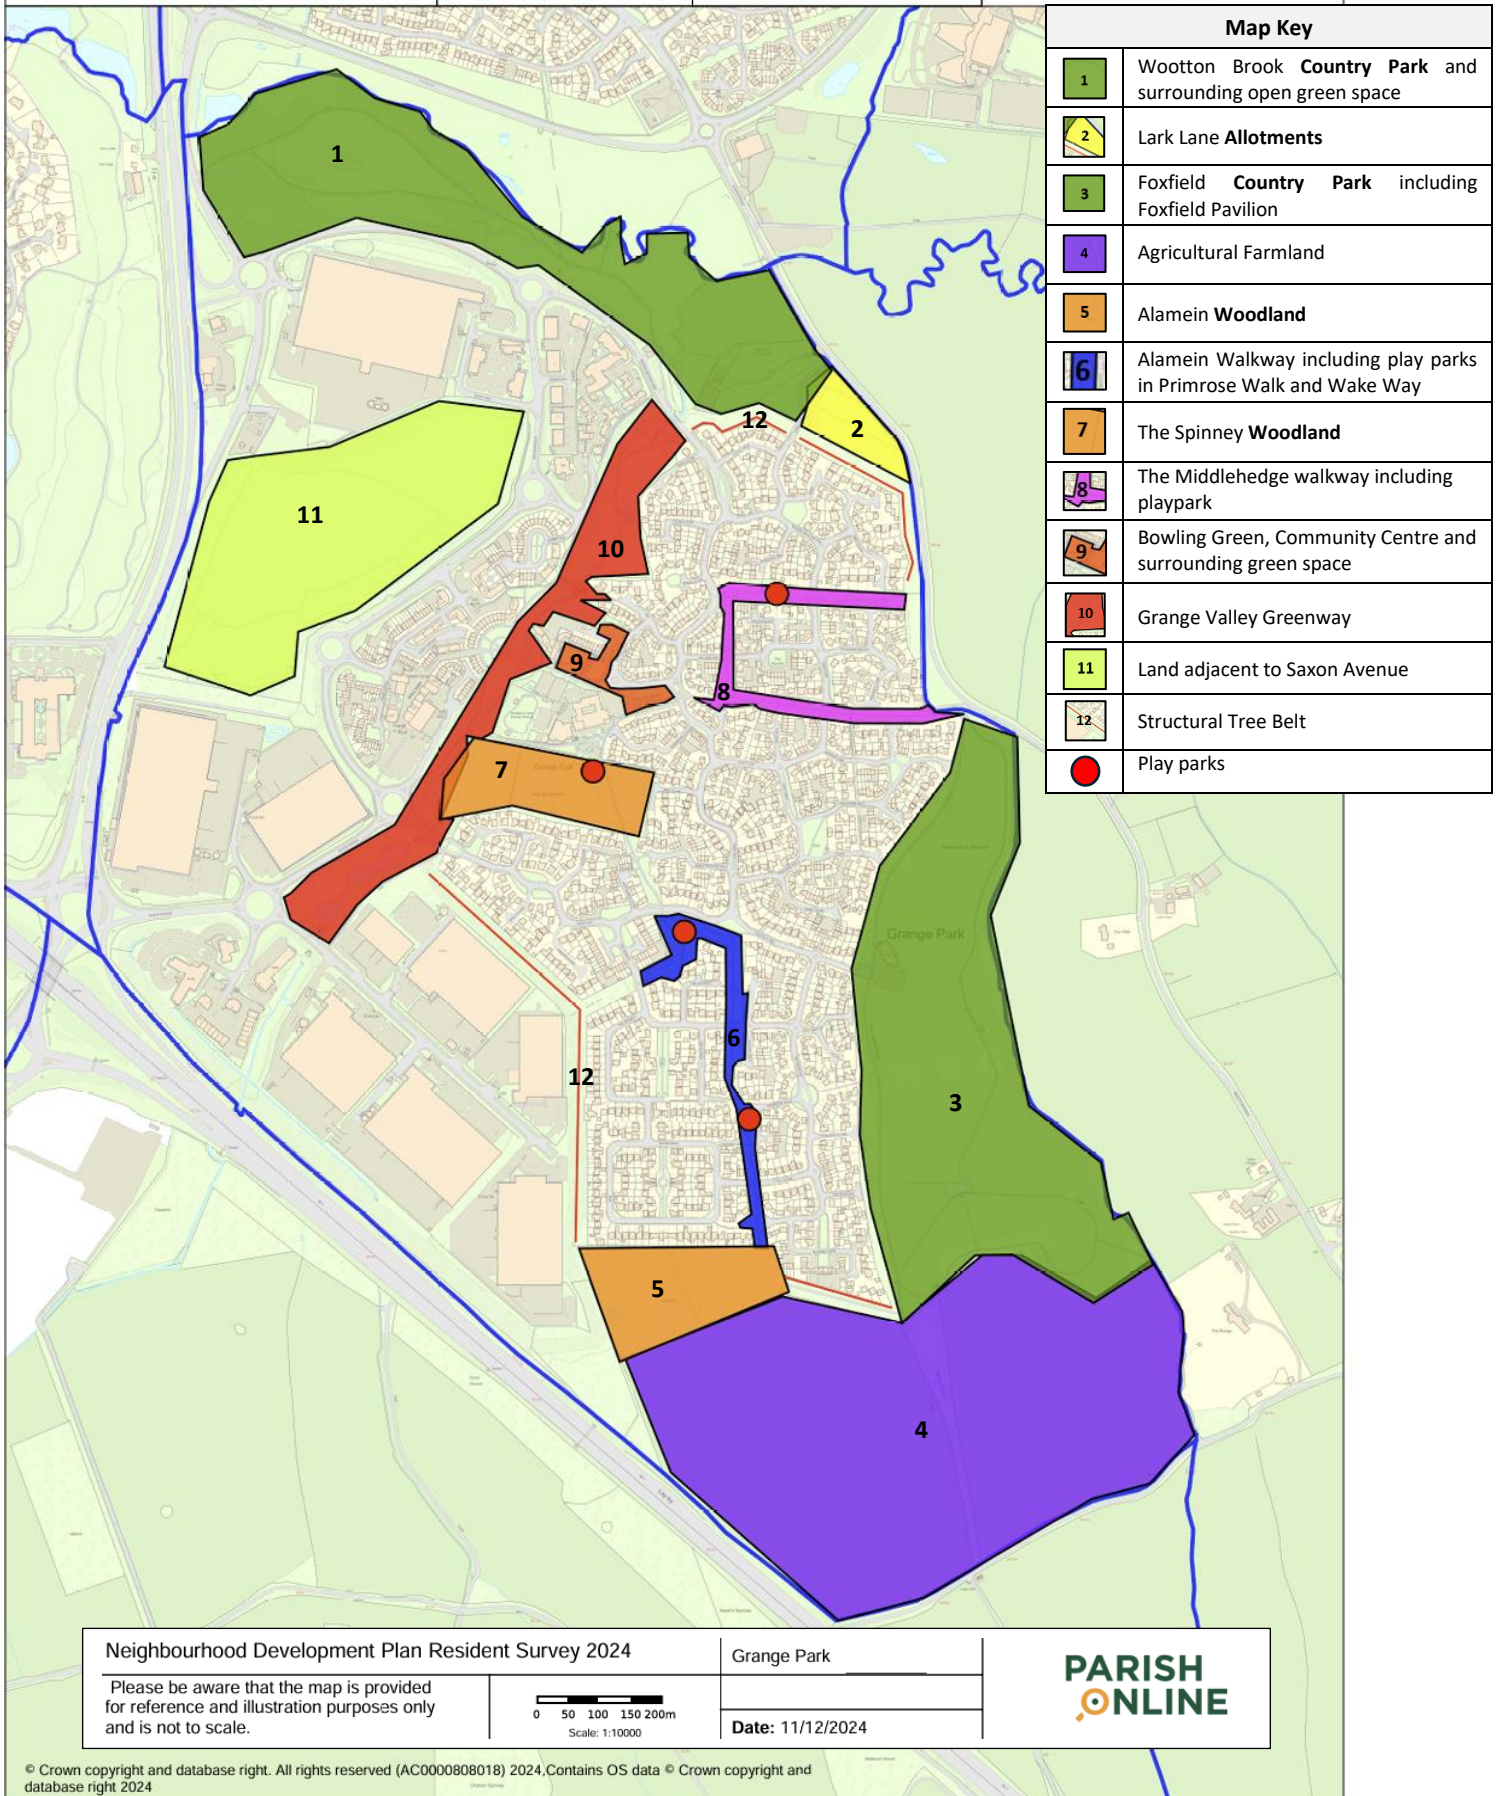 Map Key
1
Wootton Brook Country Park and
surrounding open green space
2
Lark Lane Allotments
3
Foxfield Country Park including
Foxfield Pavilion
4
Agricultural Farmland
5
Alamein Woodland
6
Alamein Walkway including play parks
in Primrose Walk and Wake Way
7
The Spinney Woodland
8
The Middlehedge walkway including
playpark
9
Bowling Green, Community Centre and
surrounding green space
10
Grange Valley Greenway
11
Land adjacent to Saxon Avenue
12
Structural Tree Belt
Play parks
1
12
2
11
10
9
8
7
Grange Park
Grange Park
6
12
3
5
4
Lay-by
Neighbourhood Development Plan Resident Survey 2024
Please be aware that the map is provided
for reference and illustration purposes only
and is not to scale.
0 50 100 150 200m
Scale: 1:10000
Grange Park
Date: 11/12/2024
PARISH
ONLINE
© Crown copyright and database right. All rights reserved (AC0000808018) 2024,Contains OS data © Crown copyright and
database right 2024